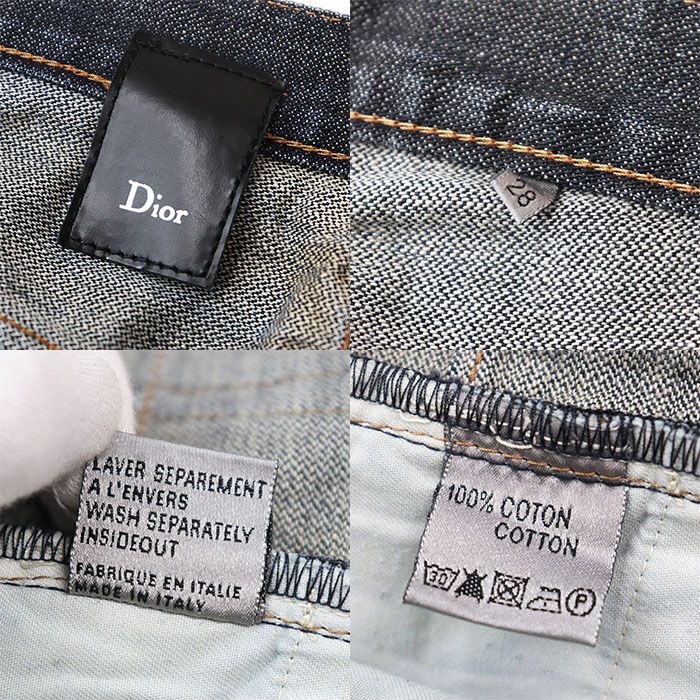 Dior
28
LAVER SEPAREMENT
A L'ENVERS
WASH SEPARATELY
INSIDEOUT
FABRIQUE EN ITALIE
MADE IN ITALY
100% COTON
COTTON
30
P